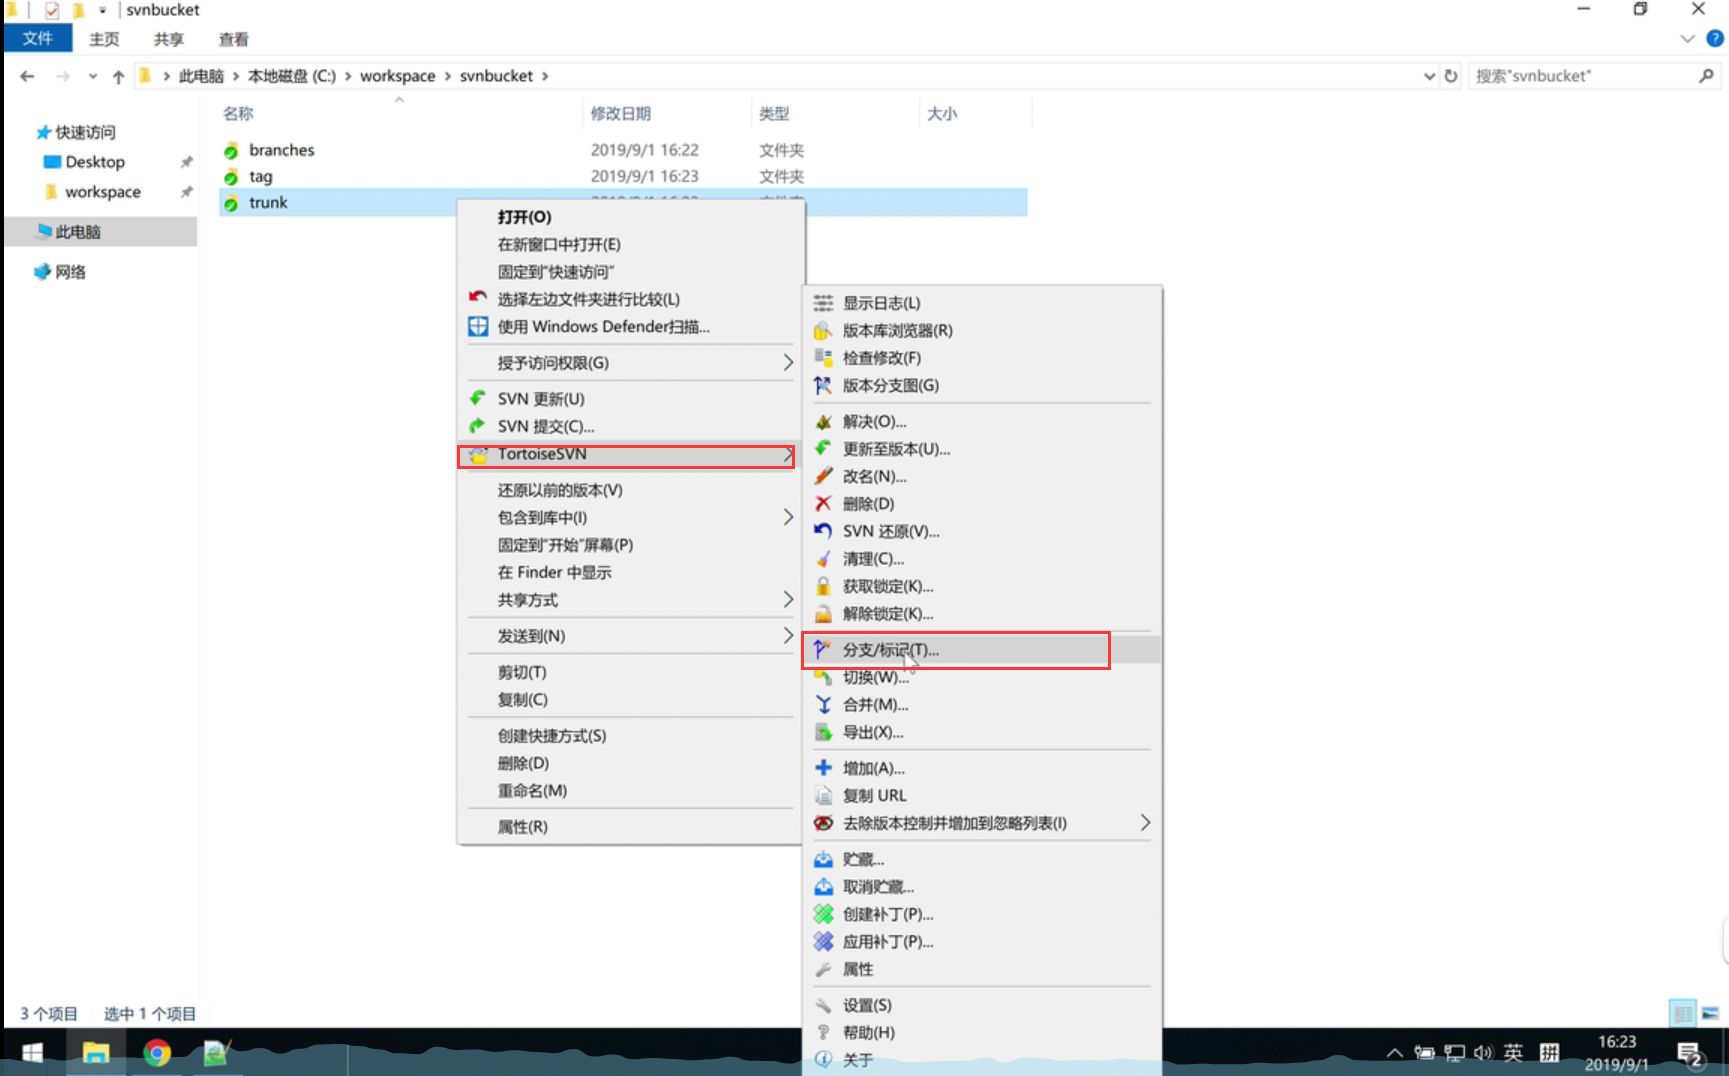 svnbucket
文件 主页 共享 查看
此电脑 本地磁盘 (C:) workspace svnbucket
搜索"svnbucket"
名称 修改日期 类型 大小
快速访问
Desktop
workspace
此电脑
网络
branches 2019/9/1 16:22 文件夹
tag 2019/9/1 16:23 文件夹
trunk
打开(O)
在新窗口中打开(E)
固定到"快速访问"
选择左边文件夹进行比较(L)
使用 Windows Defender扫描...
授予访问权限(G)
SVN 更新(U)
SVN 提交(C)...
TortoiseSVN
还原以前的版本(V)
包含到库中(I)
固定到"开始"屏幕(P)
在 Finder 中显示
共享方式
发送到(N)
剪切(T)
复制(C)
创建快捷方式(S)
删除(D)
重命名(M)
属性(R)
显示日志(L)
版本库浏览器(R)
检查修改(F)
版本分支图(G)
解决(O)...
更新至版本(U)...
改名(N)...
删除(D)
SVN 还原(V)...
清理(C)...
获取锁定(K)...
解除锁定(K)...
分支/标记(T)...
切换(W)...
合并(M)...
导出(X)...
增加(A)...
复制 URL
去除版本控制并增加到忽略列表(I)
贮藏...
取消贮藏...
创建补丁(P)...
应用补丁(P)...
属性
设置(S)
帮助(H)
关于
3 个项目 选中 1 个项目
英 拼
16:23
2019/9/1
2